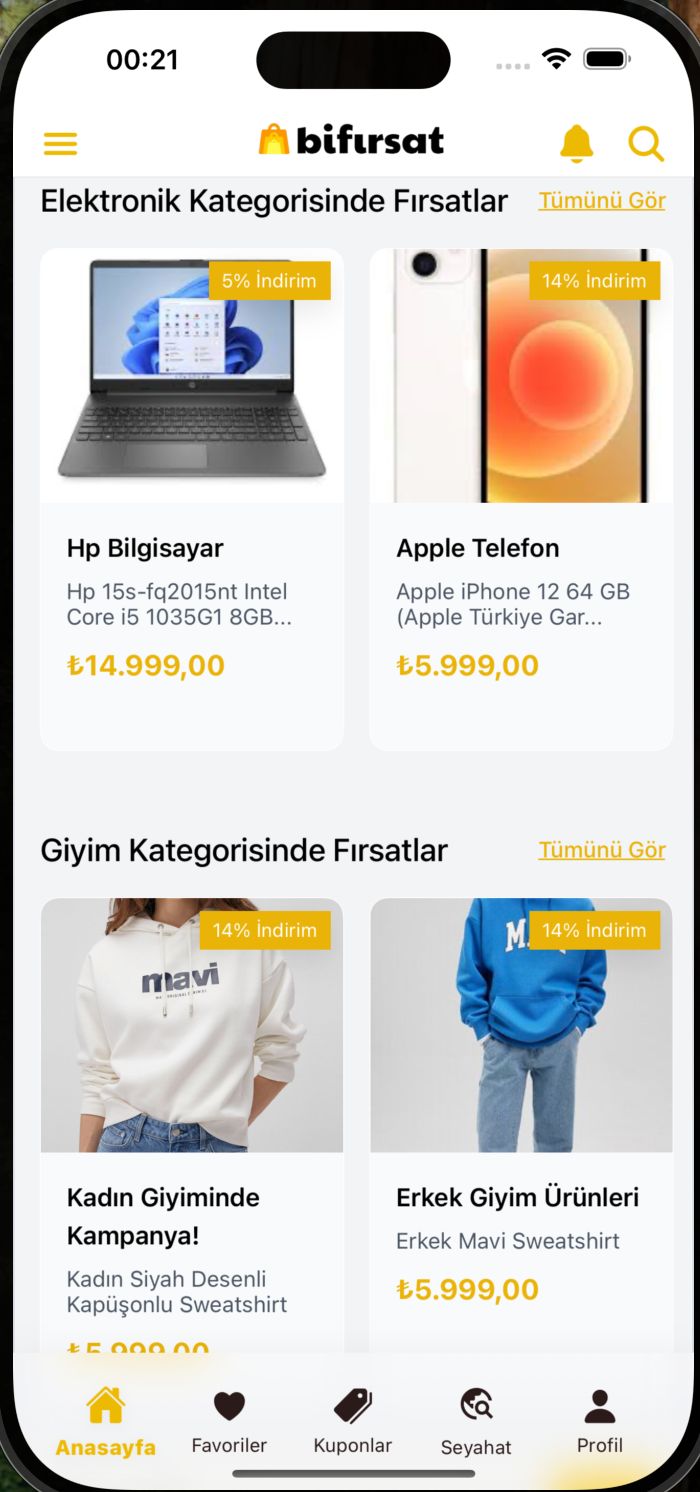 00:21
bifırsat
Elektronik Kategorisinde Fırsatlar
Tümünü Gör
5% İndirim
14% İndirim
Hp Bilgisayar
Hp 15s-fq2015nt Intel
Core i5 1035G1 8GB...
₺14.999,00
Apple Telefon
Apple iPhone 12 64 GB
(Apple Türkiye Gar...
₺5.999,00
Giyim Kategorisinde Fırsatlar
Tümünü Gör
14% İndirim
mavi
14% İndirim
Kadın Giyiminde
Kampanya!
Kadın Siyah Desenli
Kapüşonlu Sweatshirt
₺5.999,00
Erkek Giyim Ürünleri
Erkek Mavi Sweatshirt
₺5.999,00
Anasayfa
Favoriler
Kuponlar
Seyahat
Profil